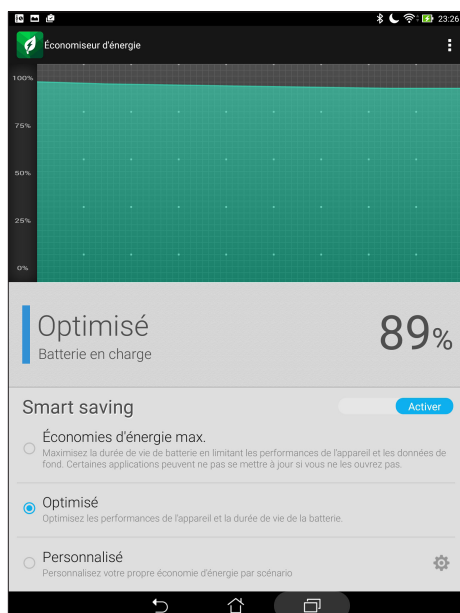 23:26
Économiseur d'énergie
100%
75%
50%
25%
0%
Optimisé
89%
Batterie en charge
Smart saving
Activer
Économies d'énergie max.
Maximisez la durée de vie de batterie en limitant les performances de l'appareil et les données de
fond. Certaines applications peuvent ne pas se mettre à jour si vous ne les ouvrez pas.
Optimisé
Optimisez les performances de l'appareil et la durée de vie de la batterie.
Personnalisé
Personnalisez votre propre économie d'énergie par scénario